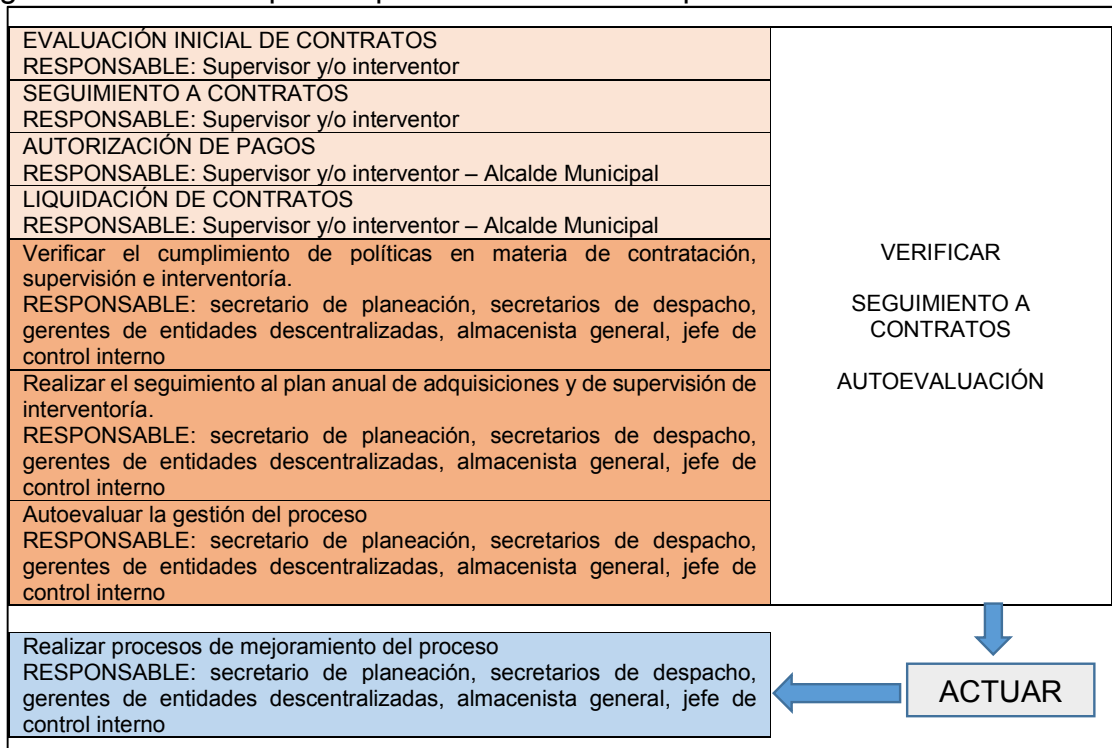 EVALUACIÓN INICIAL DE CONTRATOS
RESPONSABLE: Supervisor y/o interventor
SEGUIMIENTO A CONTRATOS
RESPONSABLE: Supervisor y/o interventor
AUTORIZACIÓN DE PAGOS
RESPONSABLE: Supervisor y/o interventor – Alcalde Municipal
LIQUIDACIÓN DE CONTRATOS
RESPONSABLE: Supervisor y/o interventor – Alcalde Municipal
Verificar el cumplimiento de políticas en materia de contratación,
supervisión e interventoría.
RESPONSABLE: secretario de planeación, secretarios de despacho,
gerentes de entidades descentralizadas, almacenista general, jefe de
control interno
Realizar el seguimiento al plan anual de adquisiciones y de supervisión de
interventoría.
RESPONSABLE: secretario de planeación, secretarios de despacho,
gerentes de entidades descentralizadas, almacenista general, jefe de
control interno
Autoevaluar la gestión del proceso
RESPONSABLE: secretario de planeación, secretarios de despacho,
gerentes de entidades descentralizadas, almacenista general, jefe de
control interno
VERIFICAR
SEGUIMIENTO A
CONTRATOS
AUTOEVALUACIÓN
Realizar procesos de mejoramiento del proceso
RESPONSABLE: secretario de planeación, secretarios de despacho,
gerentes de entidades descentralizadas, almacenista general, jefe de
control interno
ACTUAR